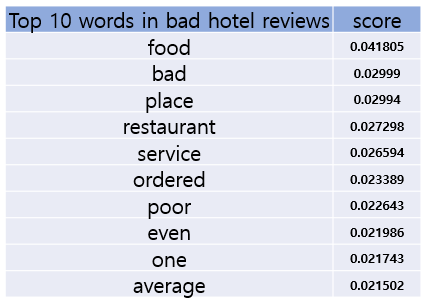 Top 10 words in bad hotel reviews score
food 0.041805
bad 0.02999
place 0.02994
restaurant 0.027298
service 0.026594
ordered 0.023389
poor 0.022643
even 0.021986
one 0.021743
average 0.021502